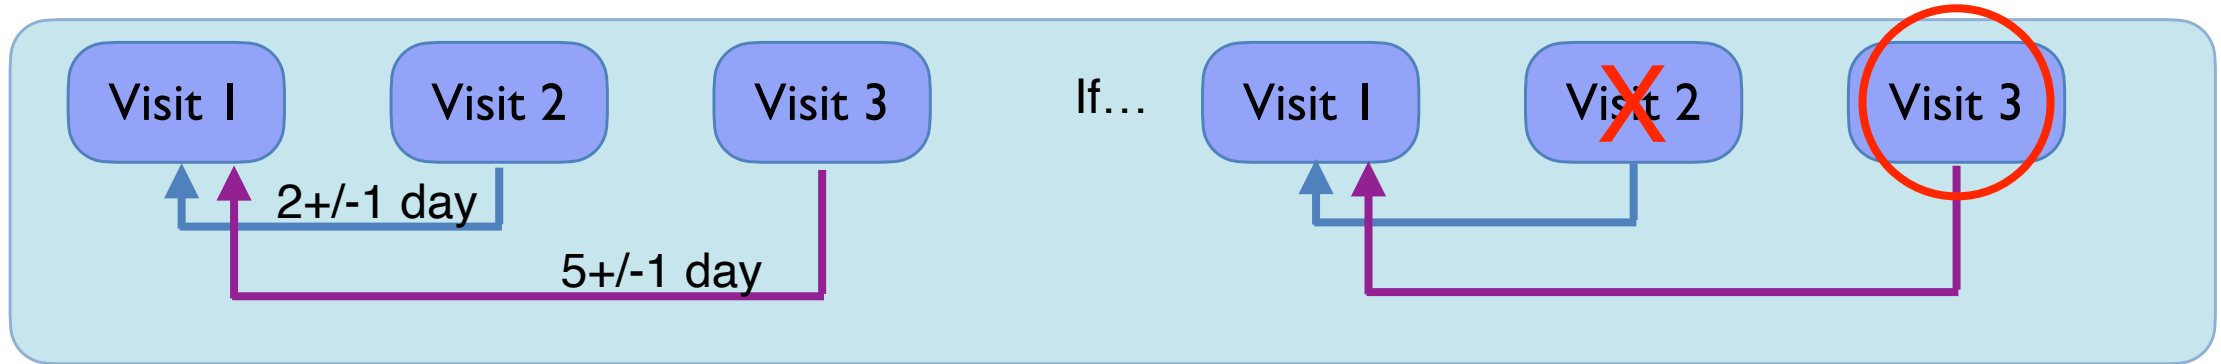 Visit 1 Visit 2 Visit 3 If… Visit 1 Visit 2 X Visit 3
2+/-1 day
5+/-1 day